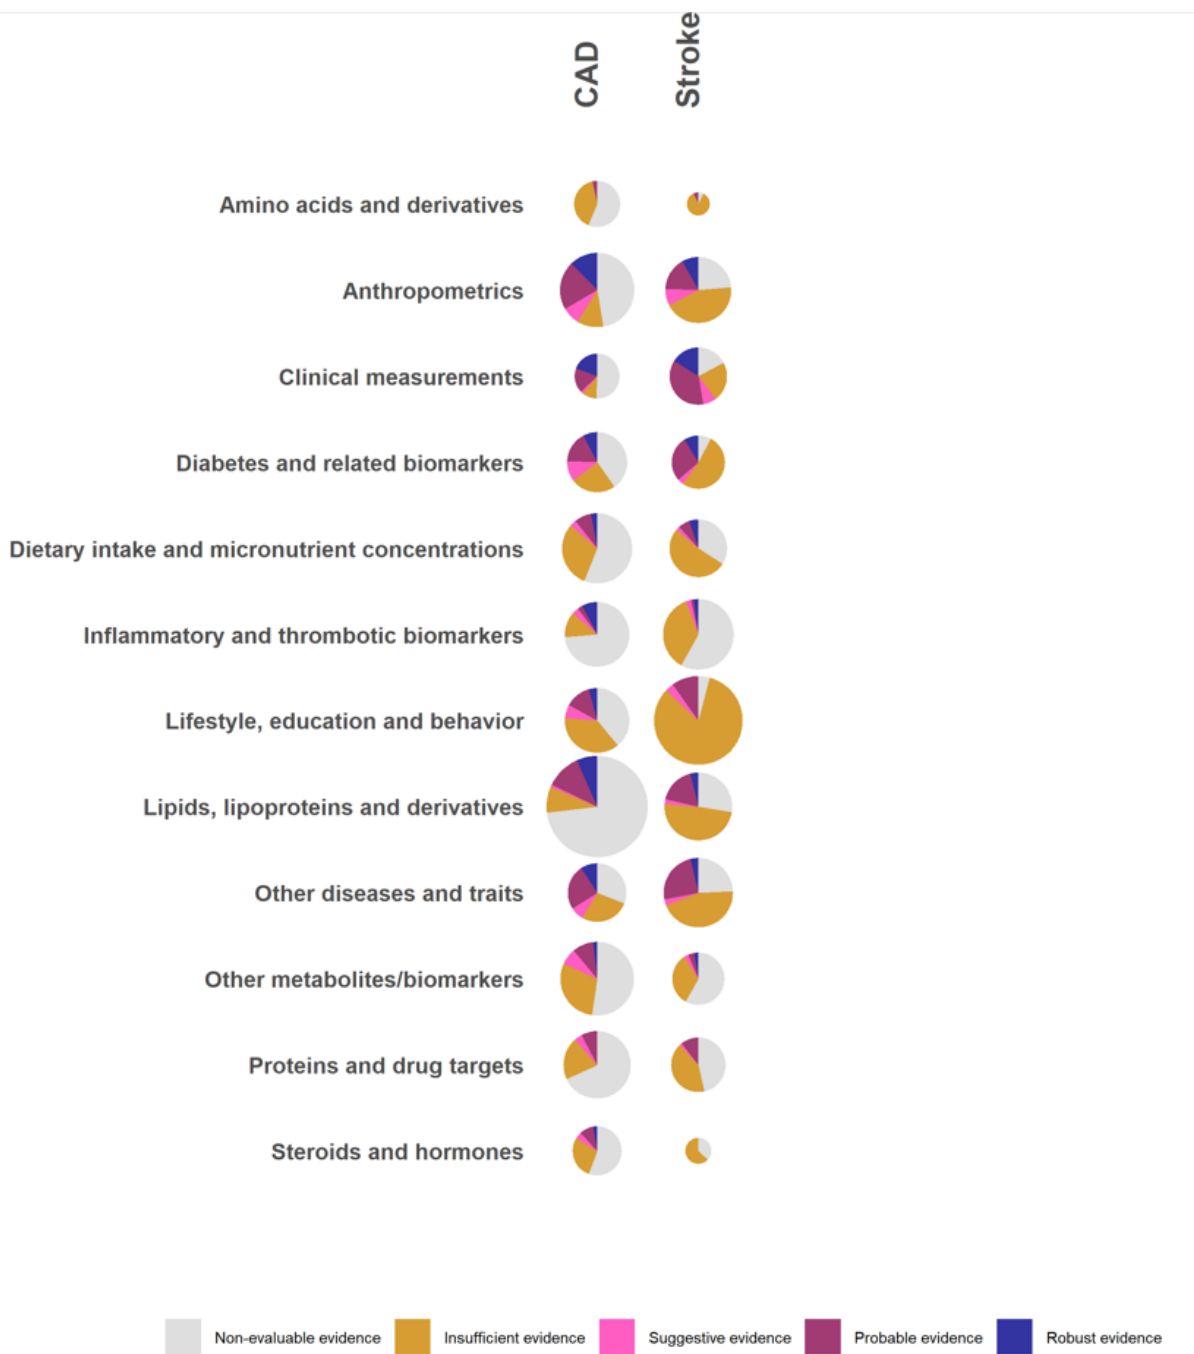 CAD
Stroke
Amino acids and derivatives
Anthropometrics
Clinical measurements
Diabetes and related biomarkers
Dietary intake and micronutrient concentrations
Inflammatory and thrombotic biomarkers
Lifestyle, education and behavior
Lipids, lipoproteins and derivatives
Other diseases and traits
Other metabolites/biomarkers
Proteins and drug targets
Steroids and hormones
Non-evaluable evidence Insufficient evidence Suggestive evidence Probable evidence Robust evidence